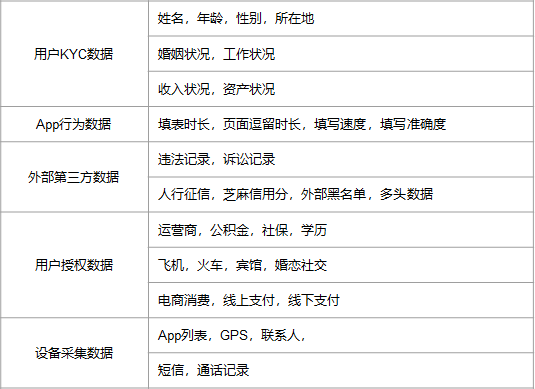 用户KYC数据
姓名，年龄，性别，所在地
婚姻状况，工作状况
收入状况，资产状况
App行为数据
填表时长，页面逗留时长，填写速度，填写准确度
外部第三方数据
违法记录，诉讼记录
人行征信，芝麻信用分，外部黑名单，多头数据
用户授权数据
运营商，公积金，社保，学历
飞机，火车，宾馆，婚恋社交
电商消费，线上支付，线下支付
设备采集数据
App列表，GPS，联系人，
短信，通话记录